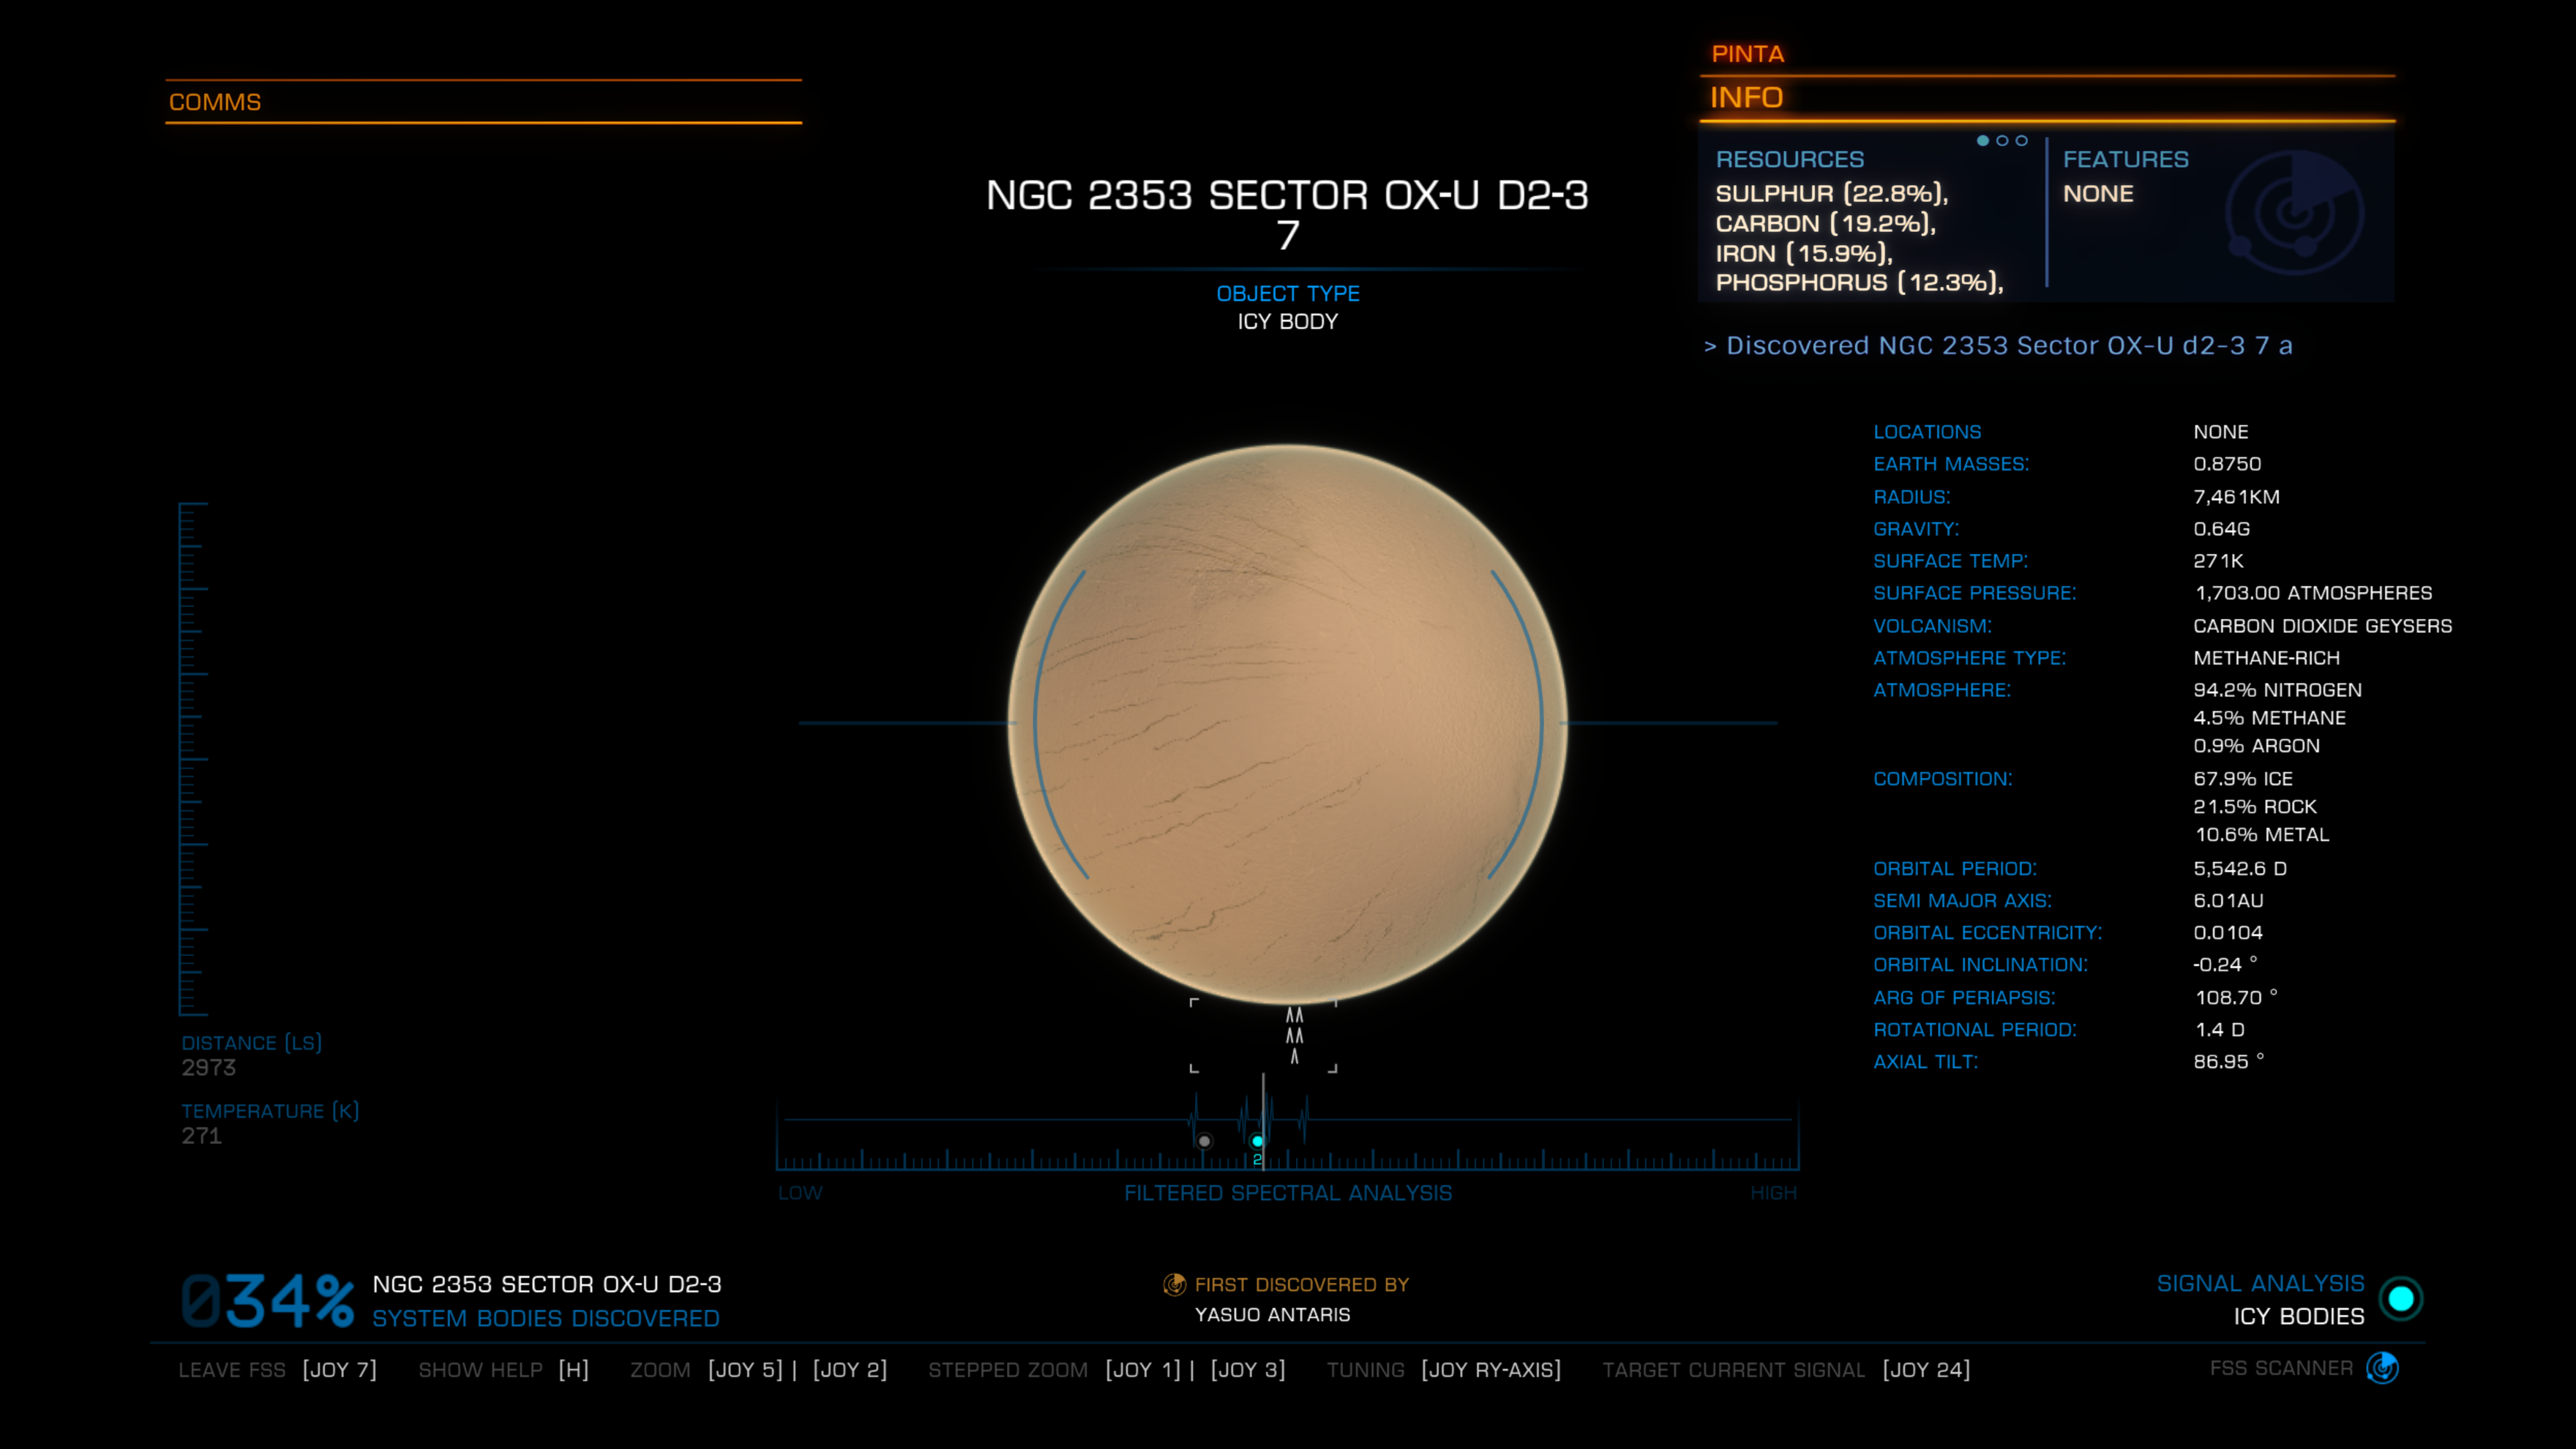 COMMS
PINTA
INFO
RESOURCES
SULPHUR (22.8%),
CARBON (19.2%),
IRON (15.9%),
PHOSPHORUS (12.3%),
FEATURES
NONE
> Discovered NGC 2353 Sector OX-U d2-3 7 a
NGC 2353 SECTOR OX-U D2-3
7
OBJECT TYPE
ICY BODY
LOCATIONS NONE
EARTH MASSES: 0.8750
RADIUS: 7,461KM
GRAVITY: 0.64G
SURFACE TEMP: 271K
SURFACE PRESSURE: 1,703.00 ATMOSPHERES
VOLCANISM: CARBON DIOXIDE GEYSERS
ATMOSPHERE TYPE: METHANE-RICH
ATMOSPHERE: 94.2% NITROGEN
4.5% METHANE
0.9% ARGON
COMPOSITION: 67.9% ICE
21.5% ROCK
10.6% METAL
ORBITAL PERIOD: 5,542.6 D
SEMI MAJOR AXIS: 6.01AU
ORBITAL ECCENTRICITY: 0.0104
ORBITAL INCLINATION: -0.24 °
ARG OF PERIAPSIS: 108.70 °
ROTATIONAL PERIOD: 1.4 D
AXIAL TILT: 86.95 °
DISTANCE (LS)
2973
TEMPERATURE (K)
271
2
LOW FILTERED SPECTRAL ANALYSIS HIGH
034% NGC 2353 SECTOR OX-U D2-3
SYSTEM BODIES DISCOVERED
FIRST DISCOVERED BY
YASUO ANTARIS
SIGNAL ANALYSIS
ICY BODIES
LEAVE FSS [JOY 7] SHOW HELP [H] ZOOM [JOY 5] | [JOY 2] STEPPED ZOOM [JOY 1] | [JOY 3] TUNING [JOY RY-AXIS] TARGET CURRENT SIGNAL [JOY 24] FSS SCANNER